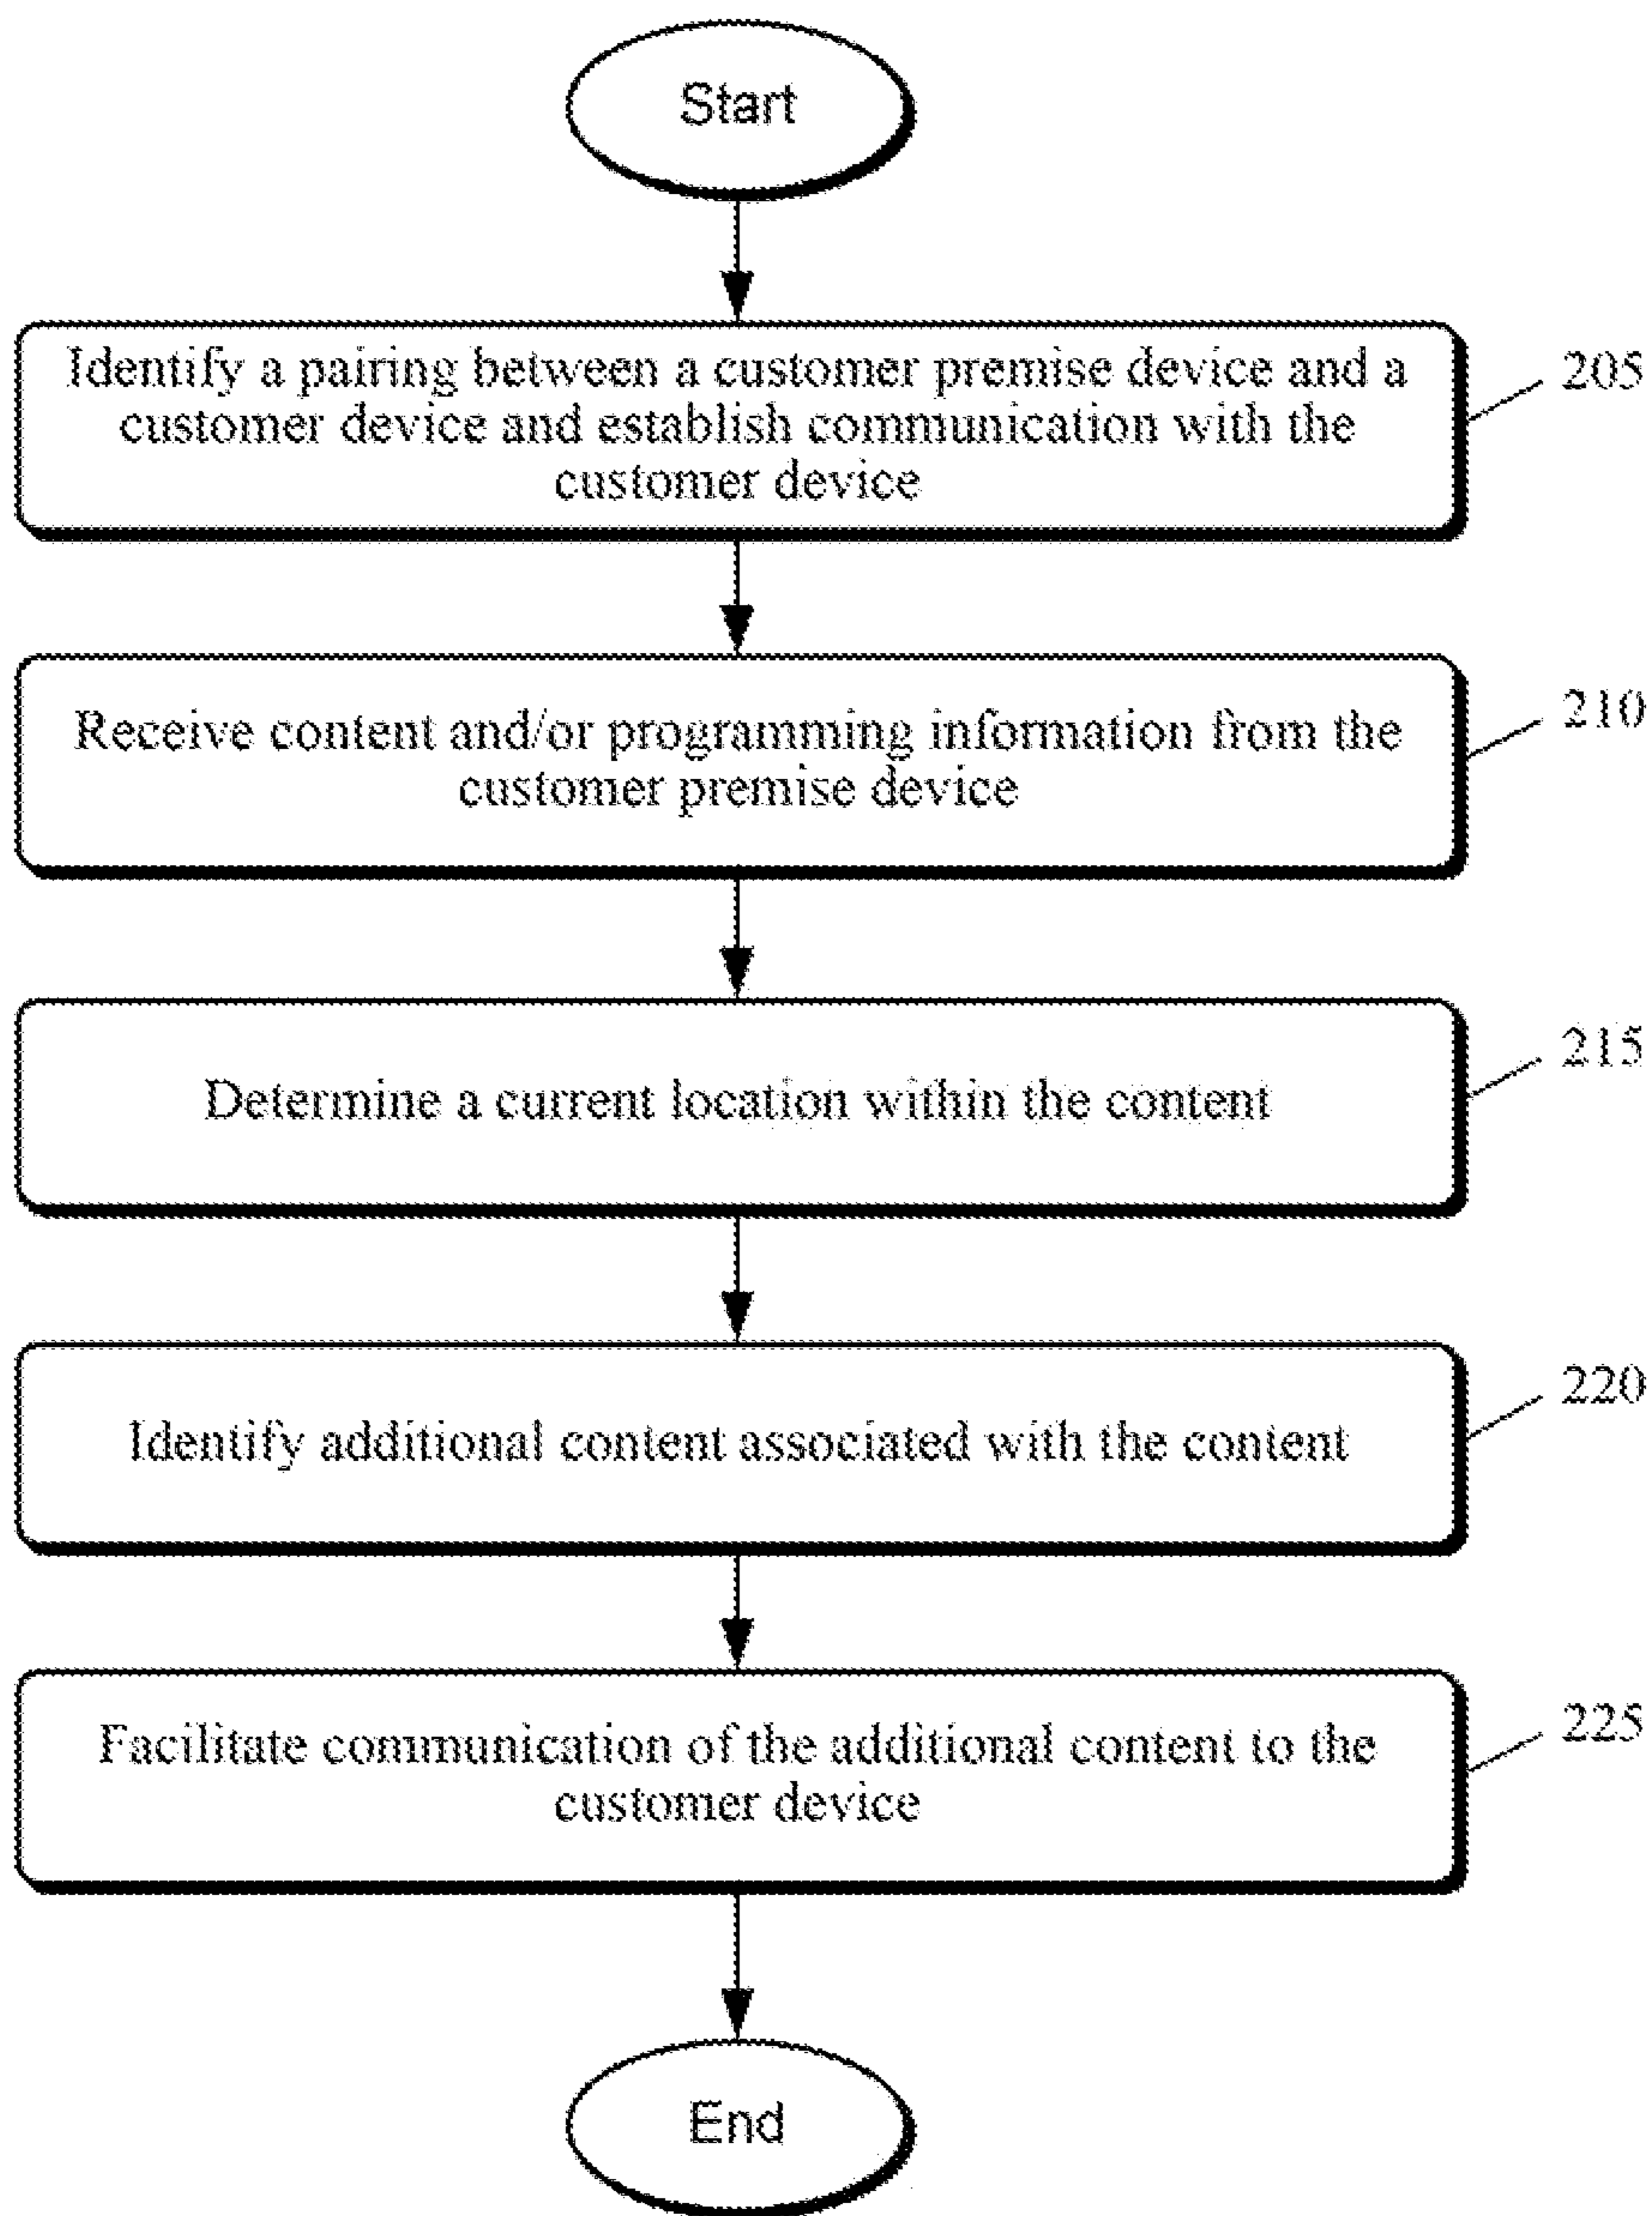 Start
Identify a pairing between a customer premise device and a
customer device and establish communication with the
customer device
205
Receive content and/or programming information from the
customer premise device
210
Determine a current location within the content
215
Identify additional content associated with the content
220
Facilitate communication of the additional content to the
customer device
225
End